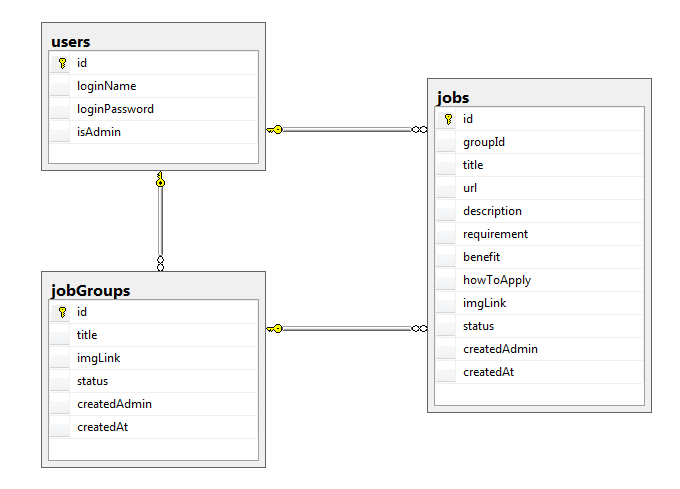 users
id
loginName
loginPassword
isAdmin
jobs
id
groupId
title
url
description
requirement
benefit
howToApply
imgLink
status
createdAdmin
createdAt
jobGroups
id
title
imgLink
status
createdAdmin
createdAt